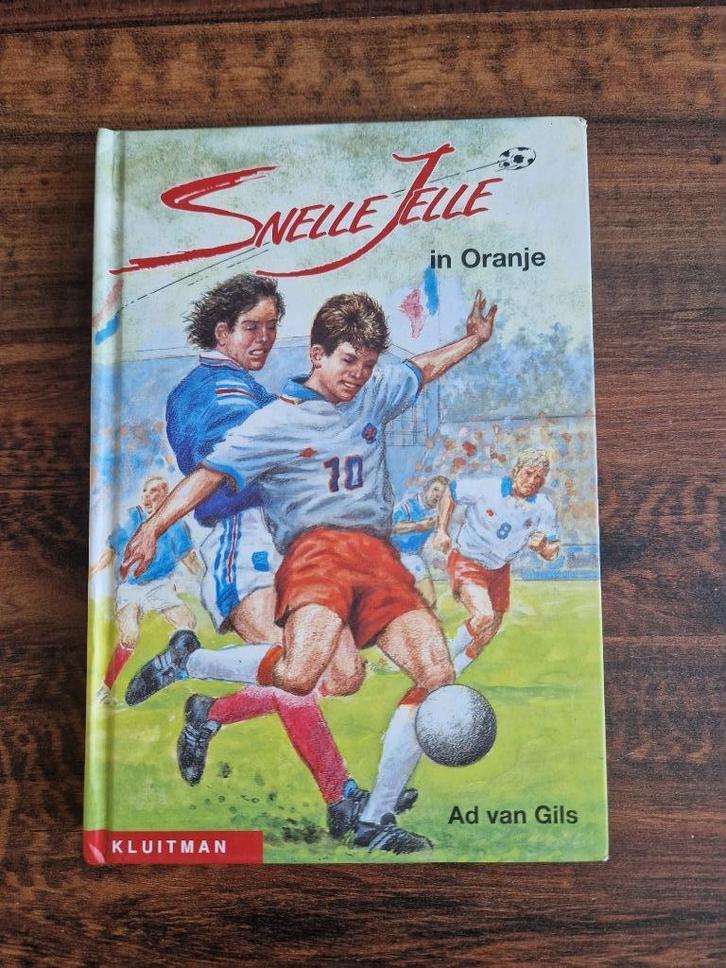 SNELLE JELLE
in Oranje
10
8
Ad van Gils
KLUITMAN